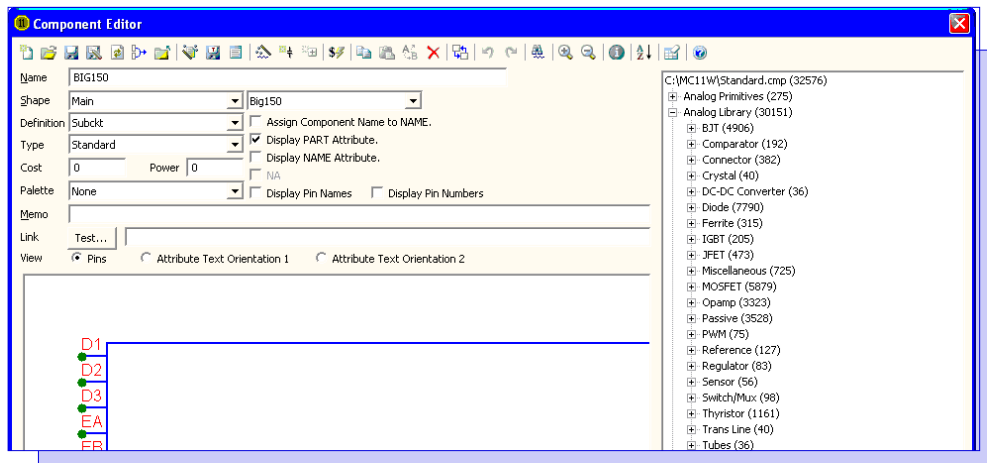 Component Editor
Name BIG150
Shape Main Big150
Definition Subckt Assign Component Name to NAME.
Type Standard Display PART Attribute.
Display NAME Attribute.
Cost 0 Power 0
NA
Palette None Display Pin Names Display Pin Numbers
Memo
Link Test...
View Pins Attribute Text Orientation 1 Attribute Text Orientation 2
D1
D2
D3
EA
EB
C:\MC11W\Standard.cmp (32576)
Analog Primitives (275)
Analog Library (30151)
BJT (4906)
Comparator (192)
Connector (382)
Crystal (40)
DC-DC Converter (36)
Diode (7790)
Ferrite (315)
IGBT (205)
JFET (473)
Miscellaneous (725)
MOSFET (5879)
Opamp (3323)
Passive (3528)
PWM (75)
Reference (127)
Regulator (83)
Sensor (56)
Switch/Mux (98)
Thyristor (1161)
Trans Line (40)
Tubes (36)